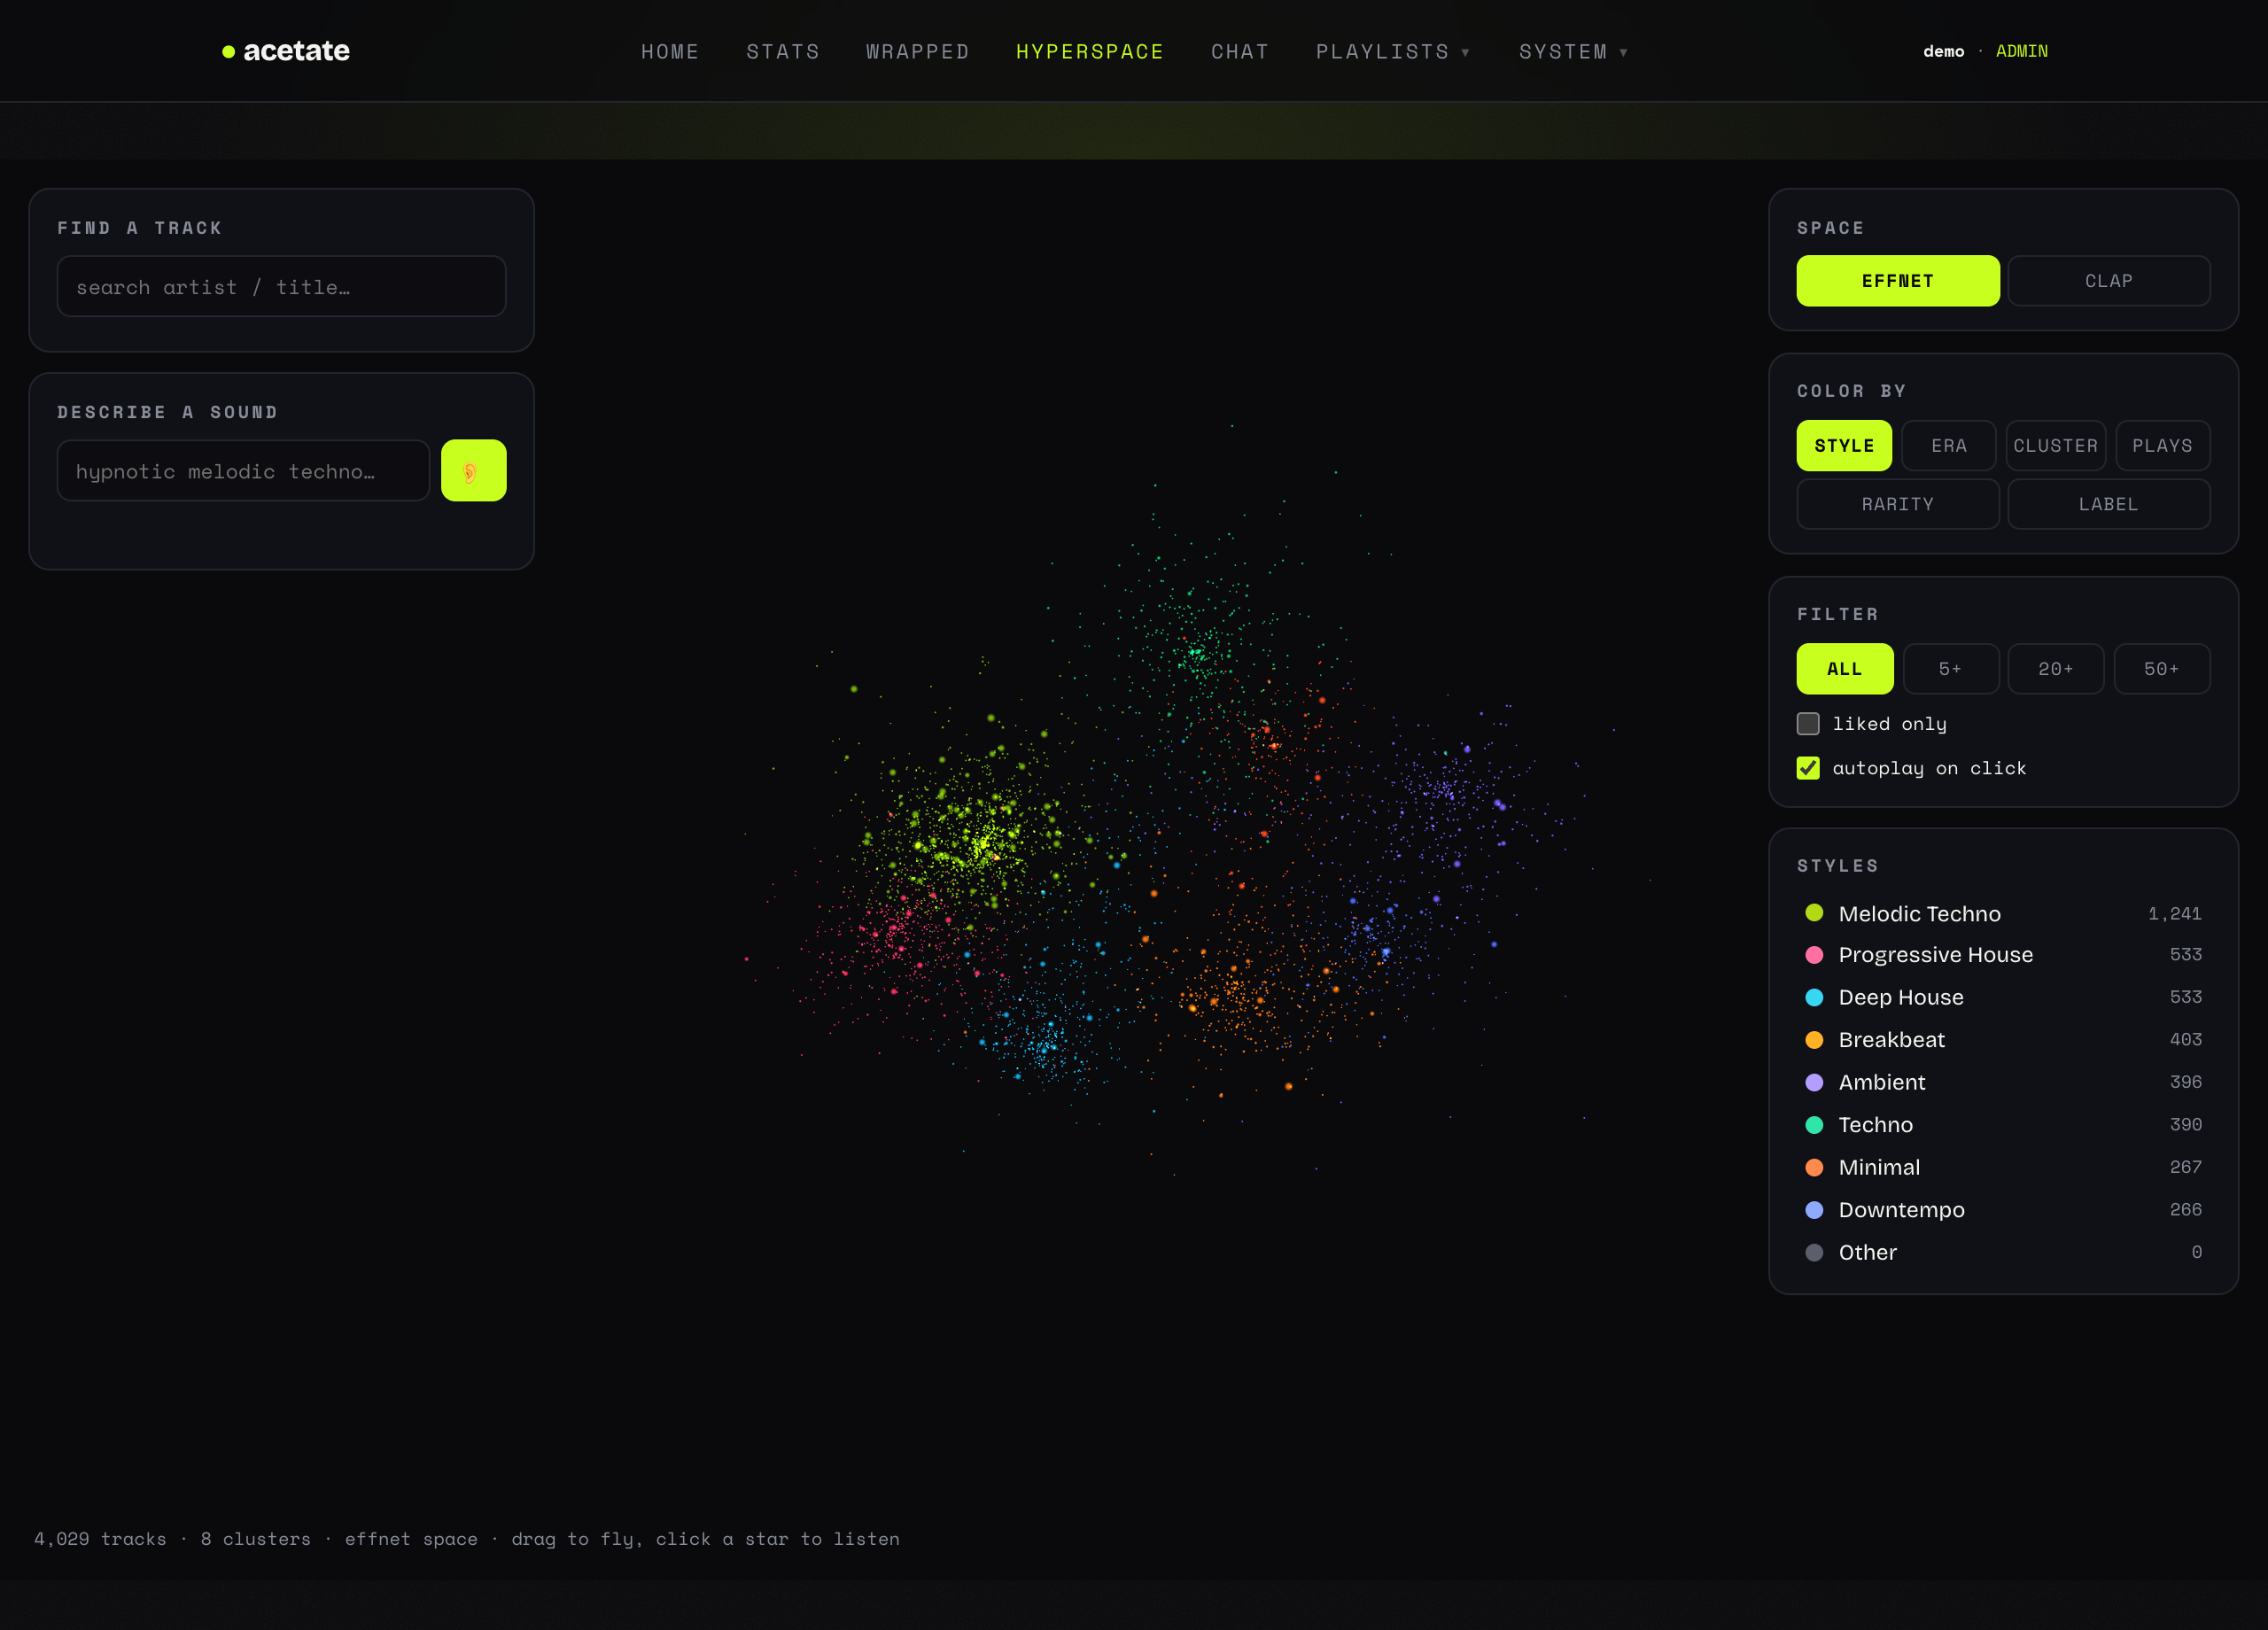 acetate
HOME STATS WRAPPED HYPERSPACE CHAT PLAYLISTS ▾ SYSTEM ▾
demo · ADMIN
FIND A TRACK
search artist / title…
DESCRIBE A SOUND
hypnotic melodic techno…
SPACE
EFFNET CLAP
COLOR BY
STYLE ERA CLUSTER PLAYS
RARITY LABEL
FILTER
ALL 5+ 20+ 50+
liked only
autoplay on click
STYLES
Melodic Techno 1,241
Progressive House 533
Deep House 533
Breakbeat 403
Ambient 396
Techno 390
Minimal 267
Downtempo 266
Other 0
4,029 tracks · 8 clusters · effnet space · drag to fly, click a star to listen